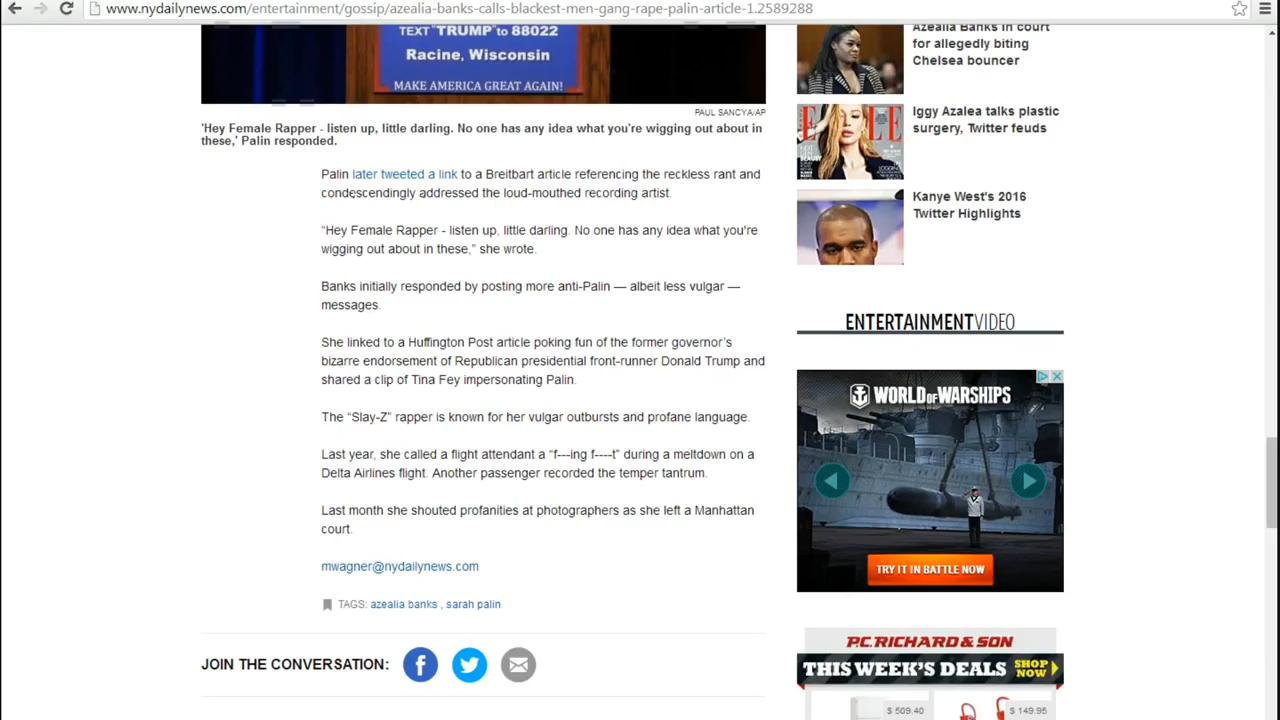 www.nydailynews.com/entertainment/gossip/azealia-banks-calls-blackest-men-gang-rape-palin-article-1.2589288
TEXT "TRUMP" to 88022
Racine, Wisconsin
MAKE AMERICA GREAT AGAIN!
PAUL SANCYA/AP
'Hey Female Rapper - listen up, little darling. No one has any idea what you're wigging out about in
these,' Palin responded.
Palin later tweeted a link to a Breitbart article referencing the reckless rant and
condescendingly addressed the loud-mouthed recording artist.
“Hey Female Rapper - listen up, little darling. No one has any idea what you're
wigging out about in these,” she wrote.
Banks initially responded by posting more anti-Palin — albeit less vulgar —
messages.
She linked to a Huffington Post article poking fun of the former governor’s
bizarre endorsement of Republican presidential front-runner Donald Trump and
shared a clip of Tina Fey impersonating Palin.
The “Slay-Z” rapper is known for her vulgar outbursts and profane language.
Last year, she called a flight attendant a “f---ing f----t” during a meltdown on a
Delta Airlines flight. Another passenger recorded the temper tantrum.
Last month she shouted profanities at photographers as she left a Manhattan
court.
mwagner@nydailynews.com
TAGS: azealia banks , sarah palin
JOIN THE CONVERSATION:
Azealia Banks in court
for allegedly biting
Chelsea bouncer
ELLE
Iggy Azalea talks plastic
surgery, Twitter feuds
Kanye West's 2016
Twitter Highlights
ENTERTAINMENTVIDEO
WORLD OF WARSHIPS
TRY IT IN BATTLE NOW
P.C. RICHARD & SON
THIS WEEK'S DEALS SHOP NOW
$ 509.40
$ 149.95